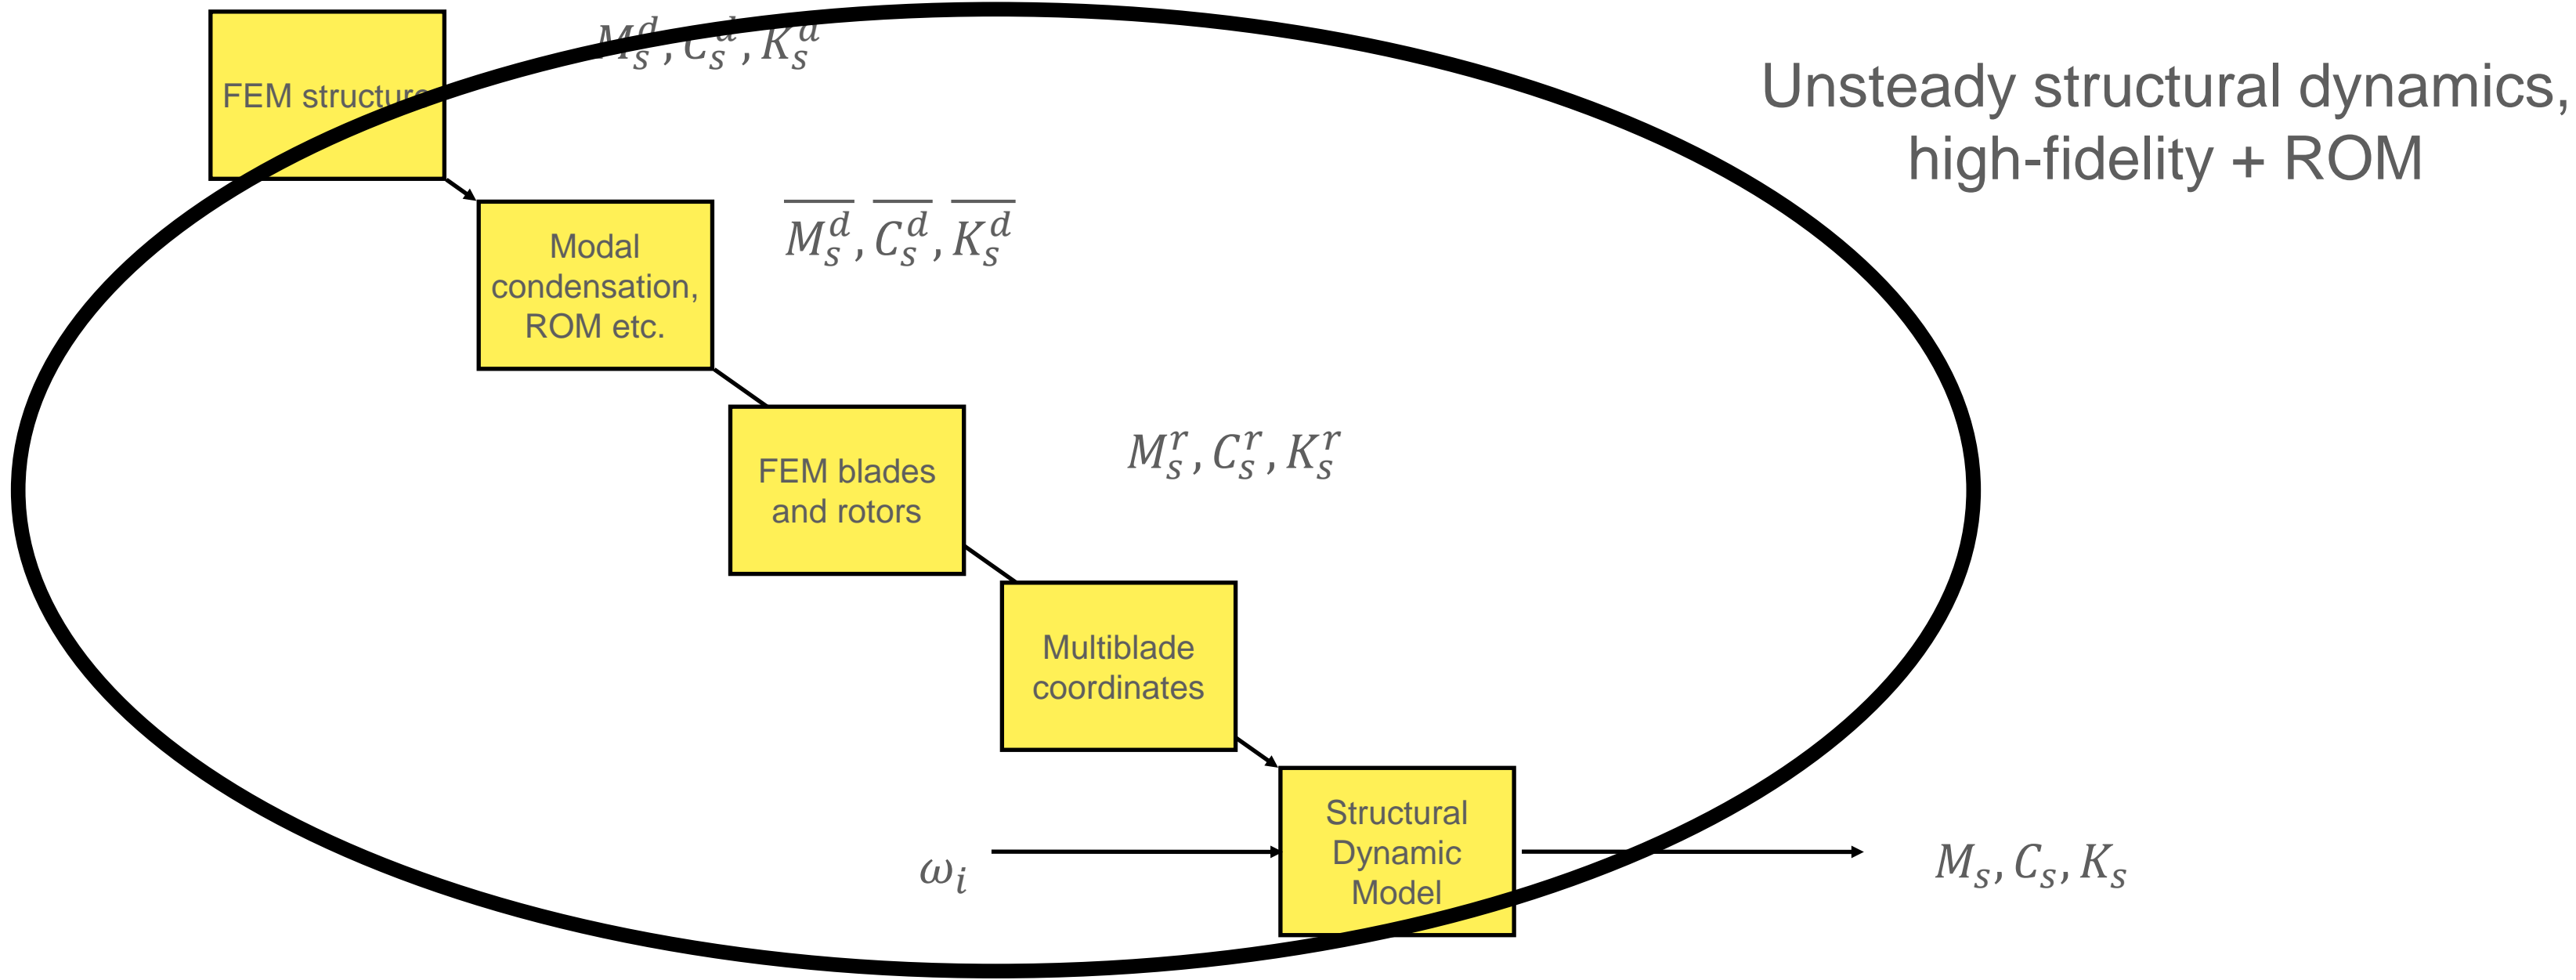 M_s^d, C_s^d, K_s^d
FEM structure
Unsteady structural dynamics,
high-fidelity + ROM
Modal
condensation,
ROM etc.
\overline{M_s^d}, \overline{C_s^d}, \overline{K_s^d}
FEM blades
and rotors
M_s^r, C_s^r, K_s^r
Multiblade
coordinates
Structural
Dynamic
Model
ω_i
M_s, C_s, K_s